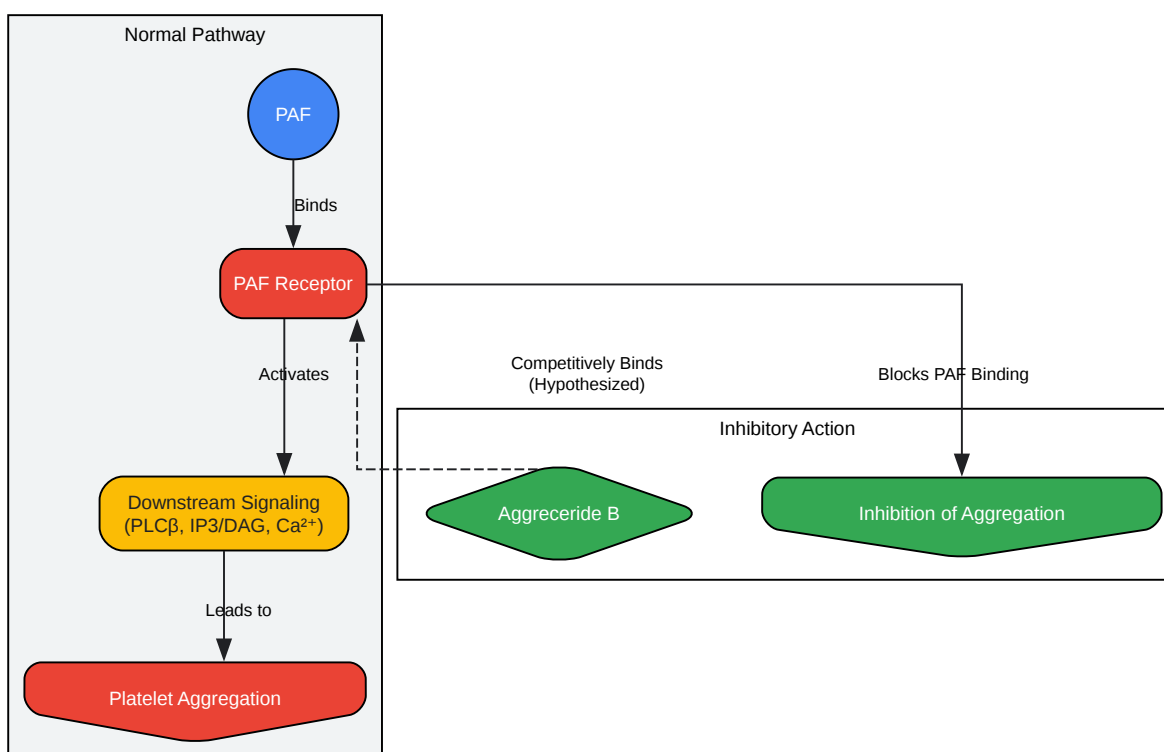 Normal Pathway
PAF
Binds
PAF Receptor
Activates
Competitively Binds
(Hypothesized)
Blocks PAF Binding
Inhibitory Action
Downstream Signaling
(PLCβ, IP3/DAG, Ca²⁺)
Aggreceride B
Inhibition of Aggregation
Leads to
Platelet Aggregation